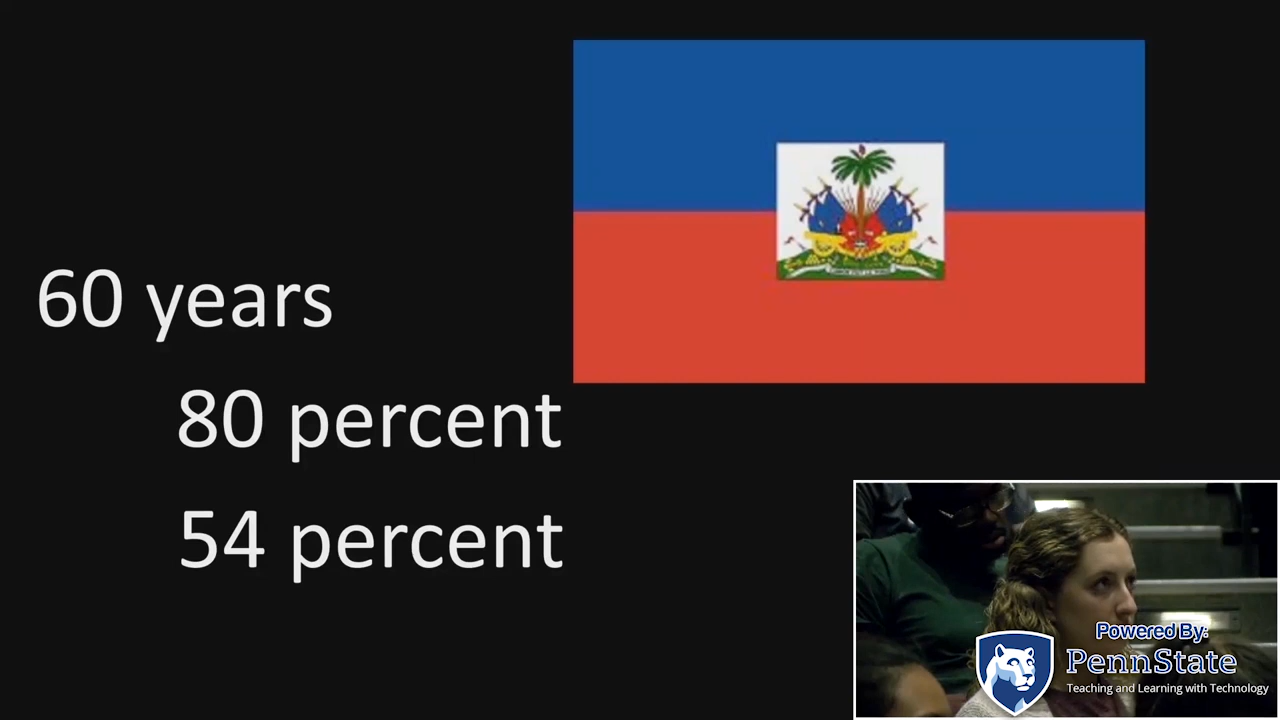 60 years
80 percent
54 percent
Powered By:
PennState
Teaching and Learning with Technology